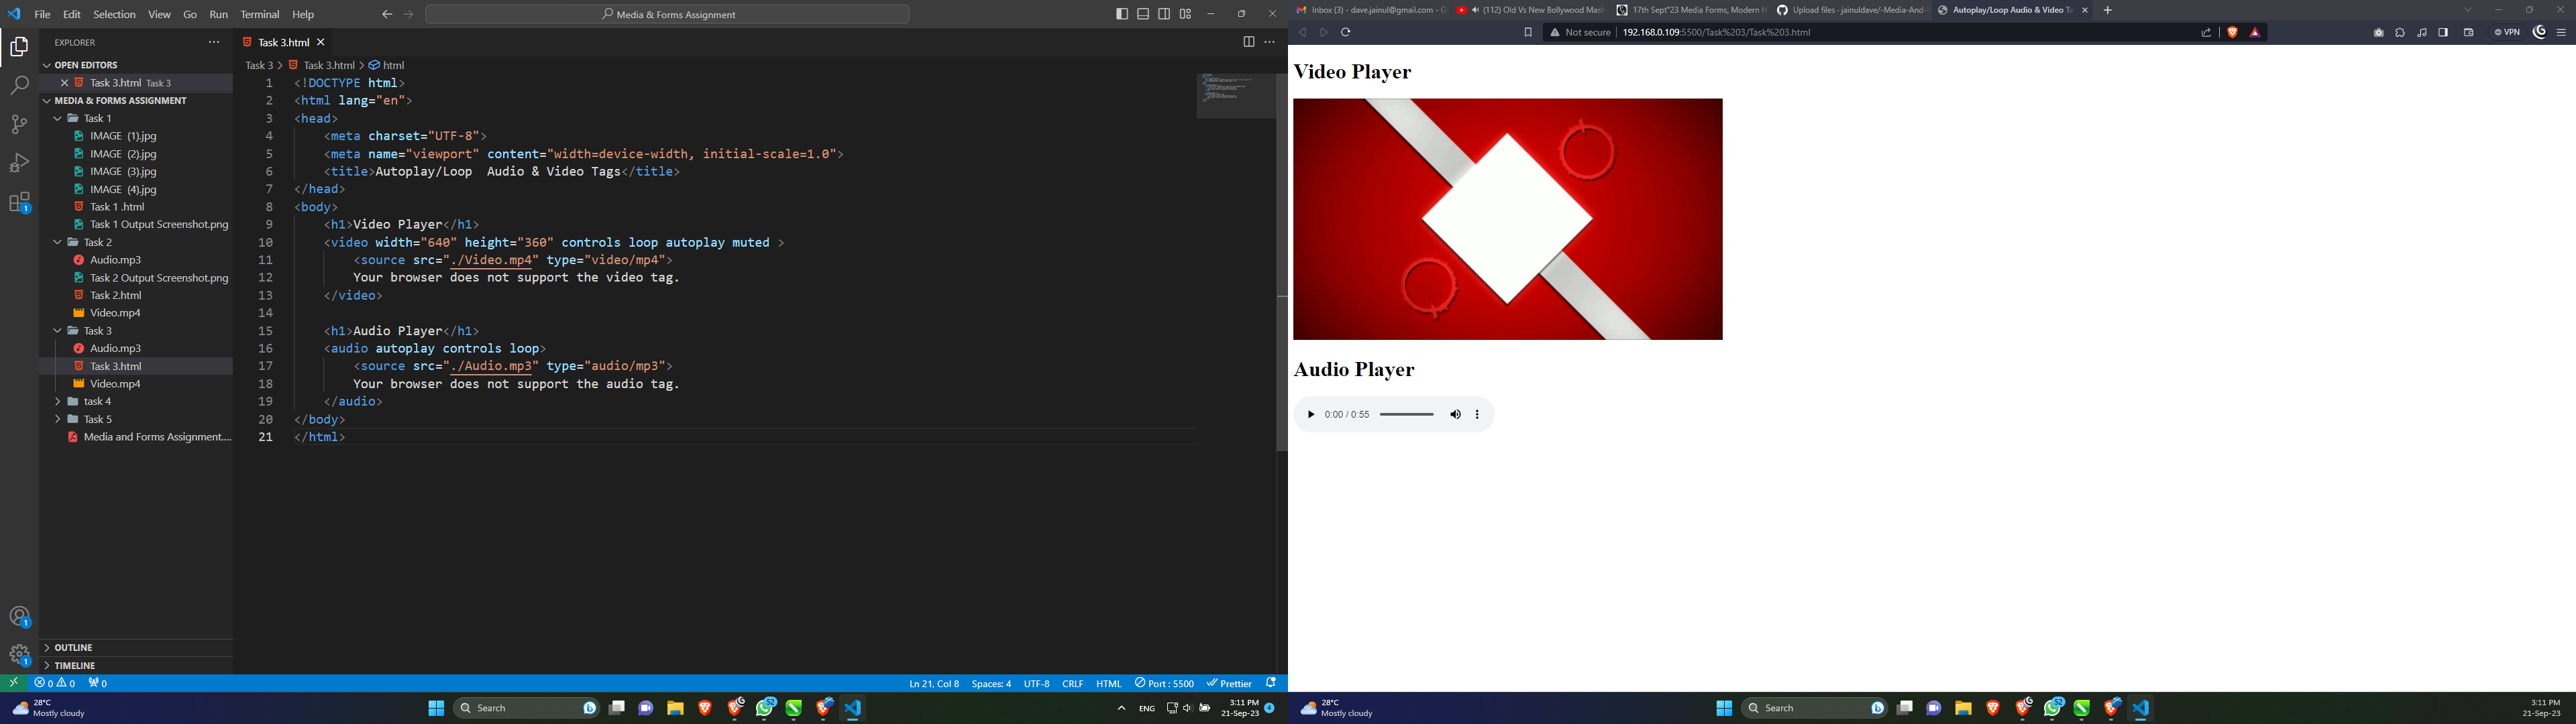 File Edit Selection View Go Run Terminal Help
Media & Forms Assignment
EXPLORER
OPEN EDITORS
Task 3.html Task 3
MEDIA & FORMS ASSIGNMENT
Task 1
IMAGE (1).jpg
IMAGE (2).jpg
IMAGE (3).jpg
IMAGE (4).jpg
Task 1 .html
Task 1 Output Screenshot.png
Task 2
Audio.mp3
Task 2 Output Screenshot.png
Task 2.html
Video.mp4
Task 3
Audio.mp3
Task 3.html
Video.mp4
task 4
Task 5
Media and Forms Assignment....
OUTLINE
TIMELINE
1
1
1
Task 3.html
Task 3 > Task 3.html > html
1 <!DOCTYPE html>
2 <html lang="en">
3 <head>
4 <meta charset="UTF-8">
5 <meta name="viewport" content="width=device-width, initial-scale=1.0">
6 <title>Autoplay/Loop  Audio & Video Tags</title>
7 </head>
8 <body>
9 <h1>Video Player</h1>
10 <video width="640" height="360" controls loop autoplay muted >
11 <source src="./Video.mp4" type="video/mp4">
12 Your browser does not support the video tag.
13 </video>
14
15 <h1>Audio Player</h1>
16 <audio autoplay controls loop>
17 <source src="./Audio.mp3" type="audio/mp3">
18 Your browser does not support the audio tag.
19 </audio>
20 </body>
21 </html>
0 0 0
Ln 21, Col 8 Spaces: 4 UTF-8 CRLF HTML Port : 5500 Prettier
28°C
Mostly cloudy
Search
52
ENG
3:11 PM
21-Sep-23
4
Inbox (3) - dave.jainul@gmail.com - G
(112) Old Vs New Bollywood Mash
17th Sept"23 Media Forms, Modern H
Upload files · jainuldave/-Media-And-
Autoplay/Loop Audio & Video Ta
Not secure 192.168.0.109:5500/Task%203/Task%203.html
VPN
Video Player
Audio Player
0:00 / 0:55
28°C
Mostly cloudy
Search
52
3:11 PM
21-Sep-23